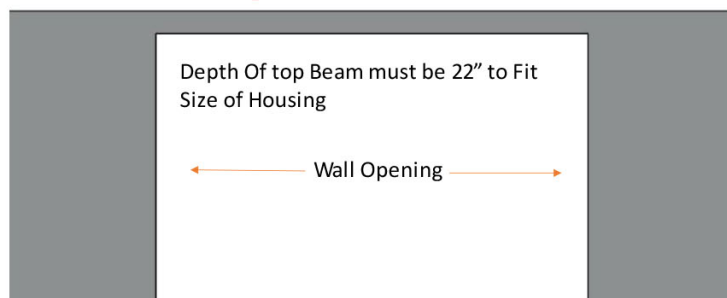 Depth Of top Beam must be 22” to Fit
Size of Housing
Wall Opening